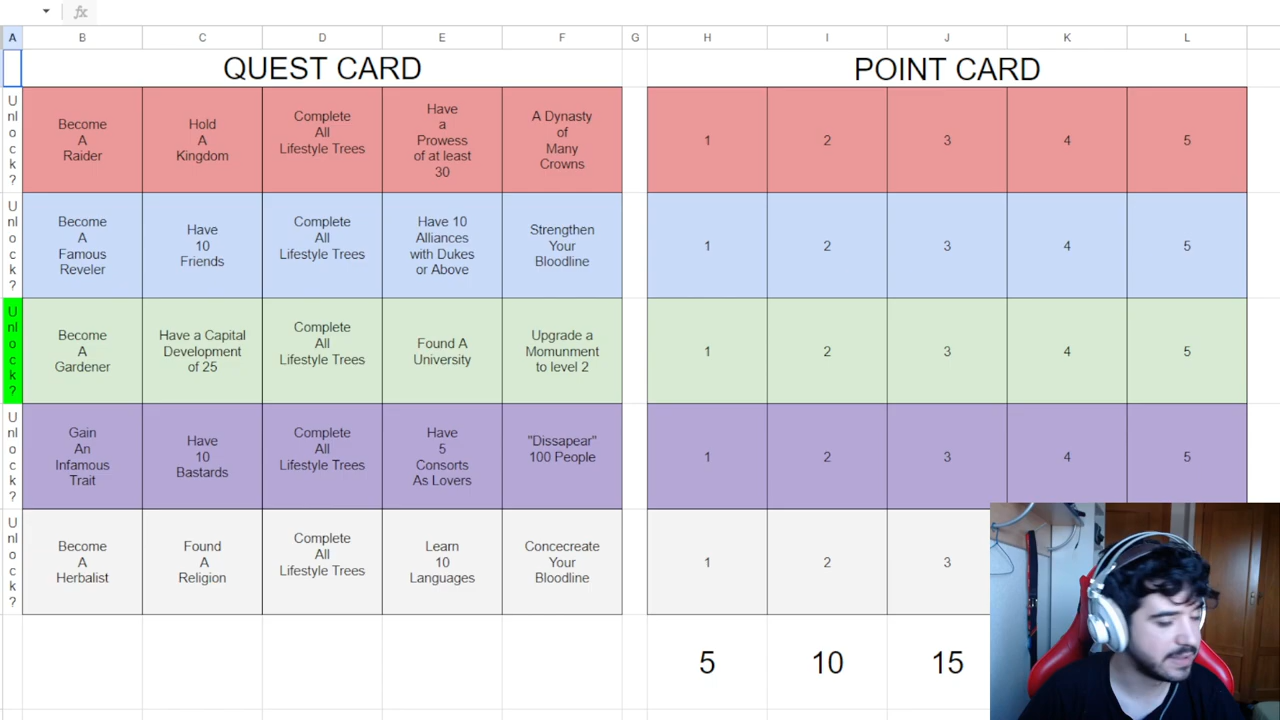 fx
A B C D E F G H I J K L
QUEST CARD
POINT CARD
U
nl
o
c
k
?
Become
A
Raider
Hold
A
Kingdom
Complete
All
Lifestyle Trees
Have
a
Prowess
of at least
30
A Dynasty
of
Many
Crowns
1 2 3 4 5
U
nl
o
c
k
?
Become
A
Famous
Reveler
Have
10
Friends
Complete
All
Lifestyle Trees
Have 10
Alliances
with Dukes
or Above
Strengthen
Your
Bloodline
1 2 3 4 5
U
nl
o
c
k
?
Become
A
Gardener
Have a Capital
Development
of 25
Complete
All
Lifestyle Trees
Found A
University
Upgrade a
Momunment
to level 2
1 2 3 4 5
U
nl
o
c
k
?
Gain
An
Infamous
Trait
Have
10
Bastards
Complete
All
Lifestyle Trees
Have
5
Consorts
As Lovers
"Dissapear"
100 People
1 2 3 4 5
U
nl
o
c
k
?
Become
A
Herbalist
Found
A
Religion
Complete
All
Lifestyle Trees
Learn
10
Languages
Concecreate
Your
Bloodline
1 2 3
5 10 15